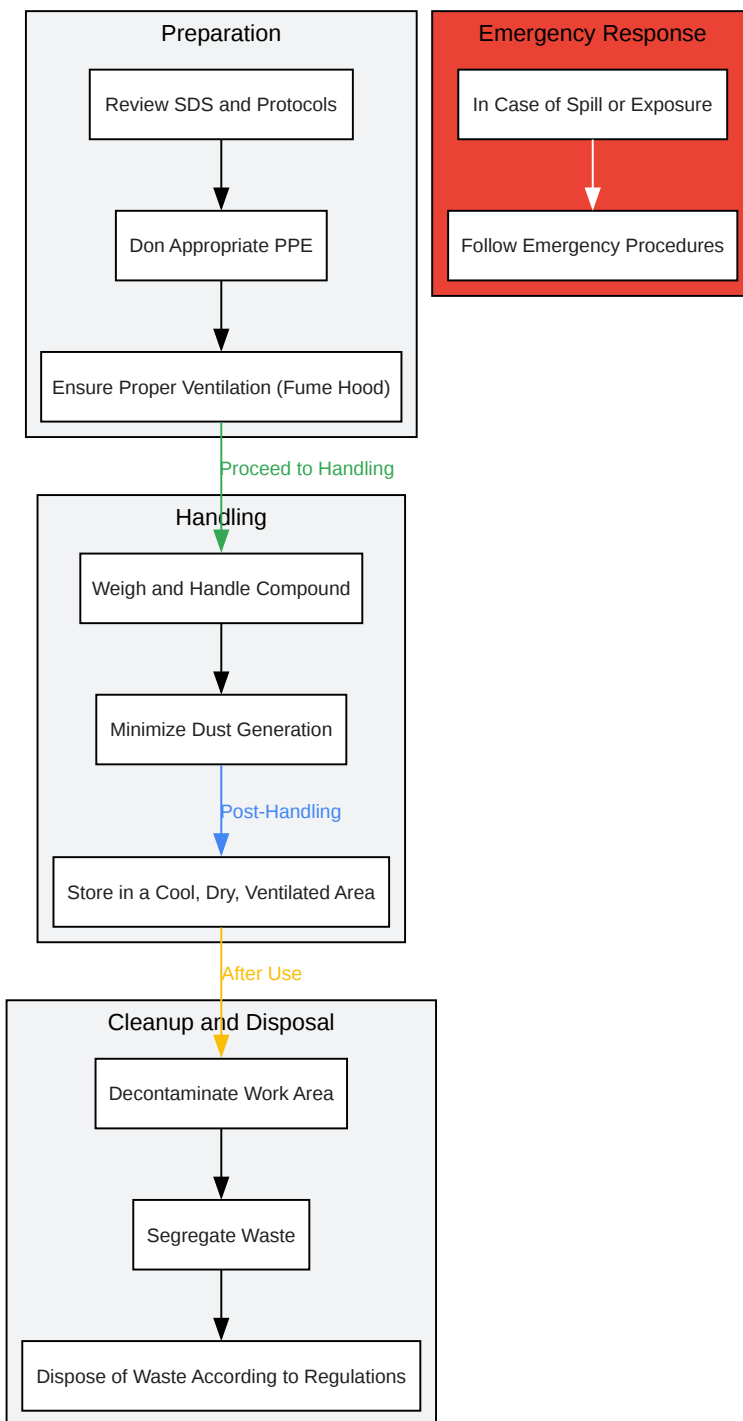 Preparation
Review SDS and Protocols
Don Appropriate PPE
Ensure Proper Ventilation (Fume Hood)
Proceed to Handling
Handling
Weigh and Handle Compound
Minimize Dust Generation
Post-Handling
Store in a Cool, Dry, Ventilated Area
After Use
Cleanup and Disposal
Decontaminate Work Area
Segregate Waste
Dispose of Waste According to Regulations
Emergency Response
In Case of Spill or Exposure
Follow Emergency Procedures